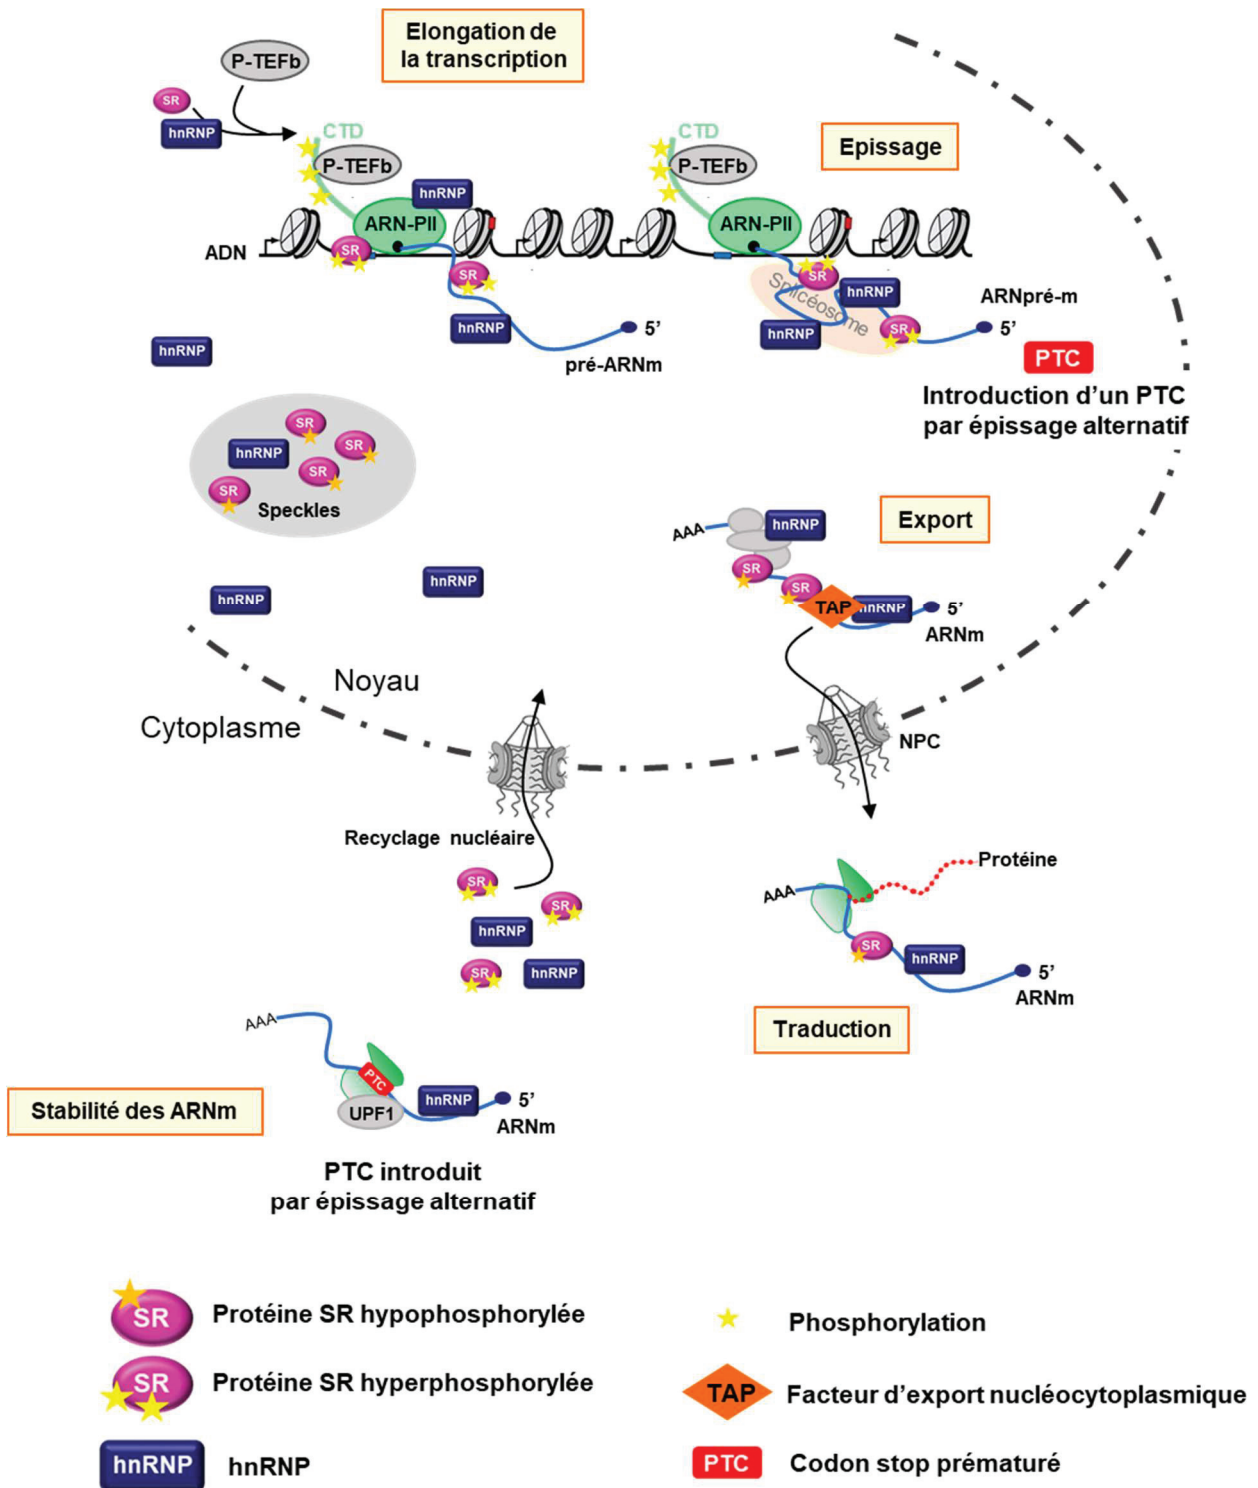 Elongation de
la transcription
P-TEFb
SR
hnRNP
CTD
P-TEFb
hnRNP
ARN-PII
ADN
SR
SR
hnRNP
5’
pré-ARNm
CTD
P-TEFb
Epissage
ARN-PII
SR
hnRNP
Splicéosome
hnRNP
SR
ARNpré-m
5’
PTC
Introduction d’un PTC
par épissage alternatif
hnRNP
SR
SR
hnRNP
SR
SR
Speckles
hnRNP
hnRNP
Export
AAA
hnRNP
SR
SR
TAP
hnRNP
5’
ARNm
Noyau
Cytoplasme
NPC
Recyclage nucléaire
SR
SR
hnRNP
SR
hnRNP
Protéine
AAA
SR
hnRNP
5’
ARNm
Traduction
AAA
PTC
UPF1
hnRNP
5’
ARNm
Stabilité des ARNm
PTC introduit
par épissage alternatif
SR
Protéine SR hypophosphorylée
Phosphorylation
SR
Protéine SR hyperphosphorylée
TAP
Facteur d’export nucléocytoplasmique
hnRNP
hnRNP
PTC
Codon stop prématuré